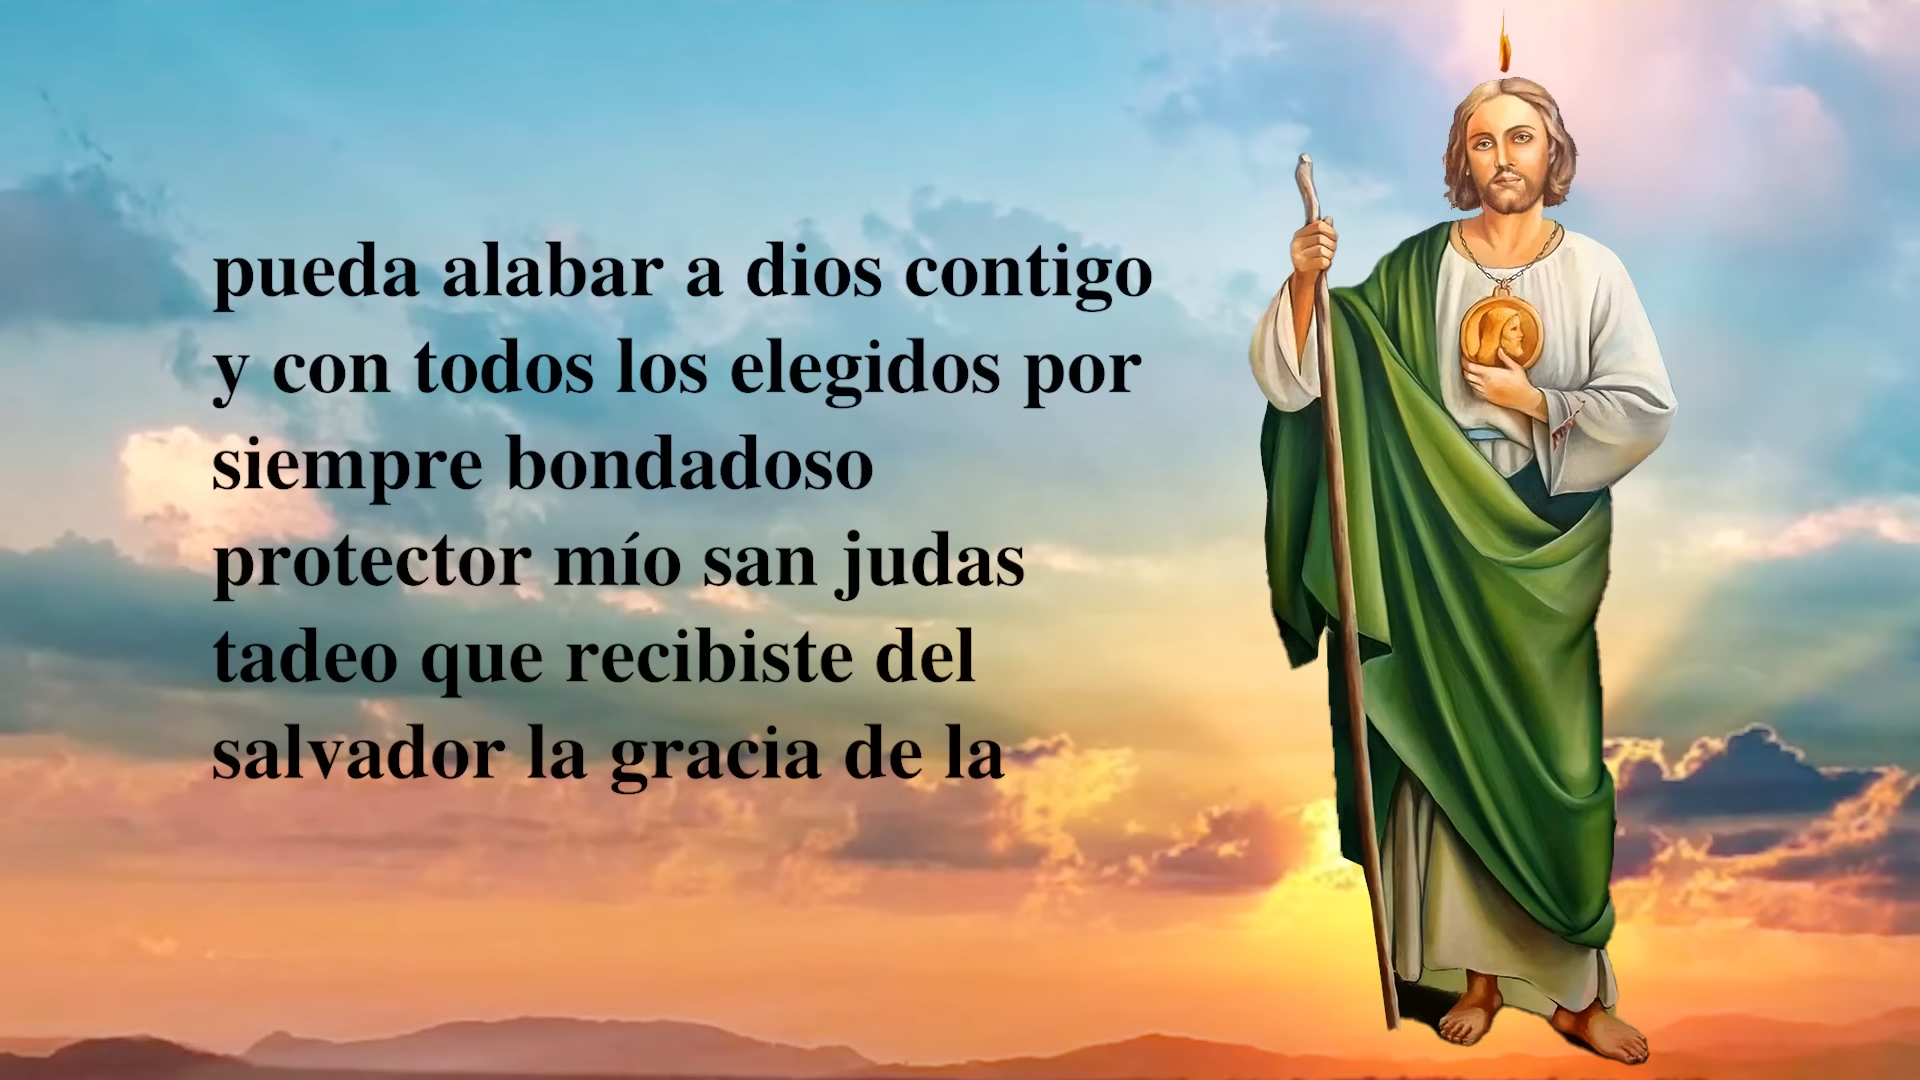 pueda alabar a dios contigo
y con todos los elegidos por
siempre bondadoso
protector mío san judas
tadeo que recibiste del
salvador la gracia de la